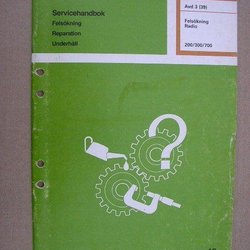 Servicehandbok
Felsökning
Reparation
Underhåll
Avd 3 (39)
Felsökning
Radio
200/300/700